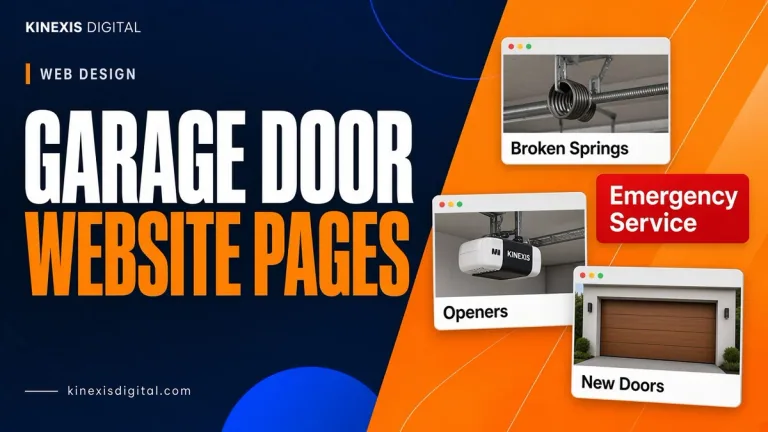 KINEXIS DIGITAL
WEB DESIGN
GARAGE DOOR
WEBSITE PAGES
kinexisdigital.com
Broken Springs
Emergency
Service
KINEXIS
Openers
New Doors